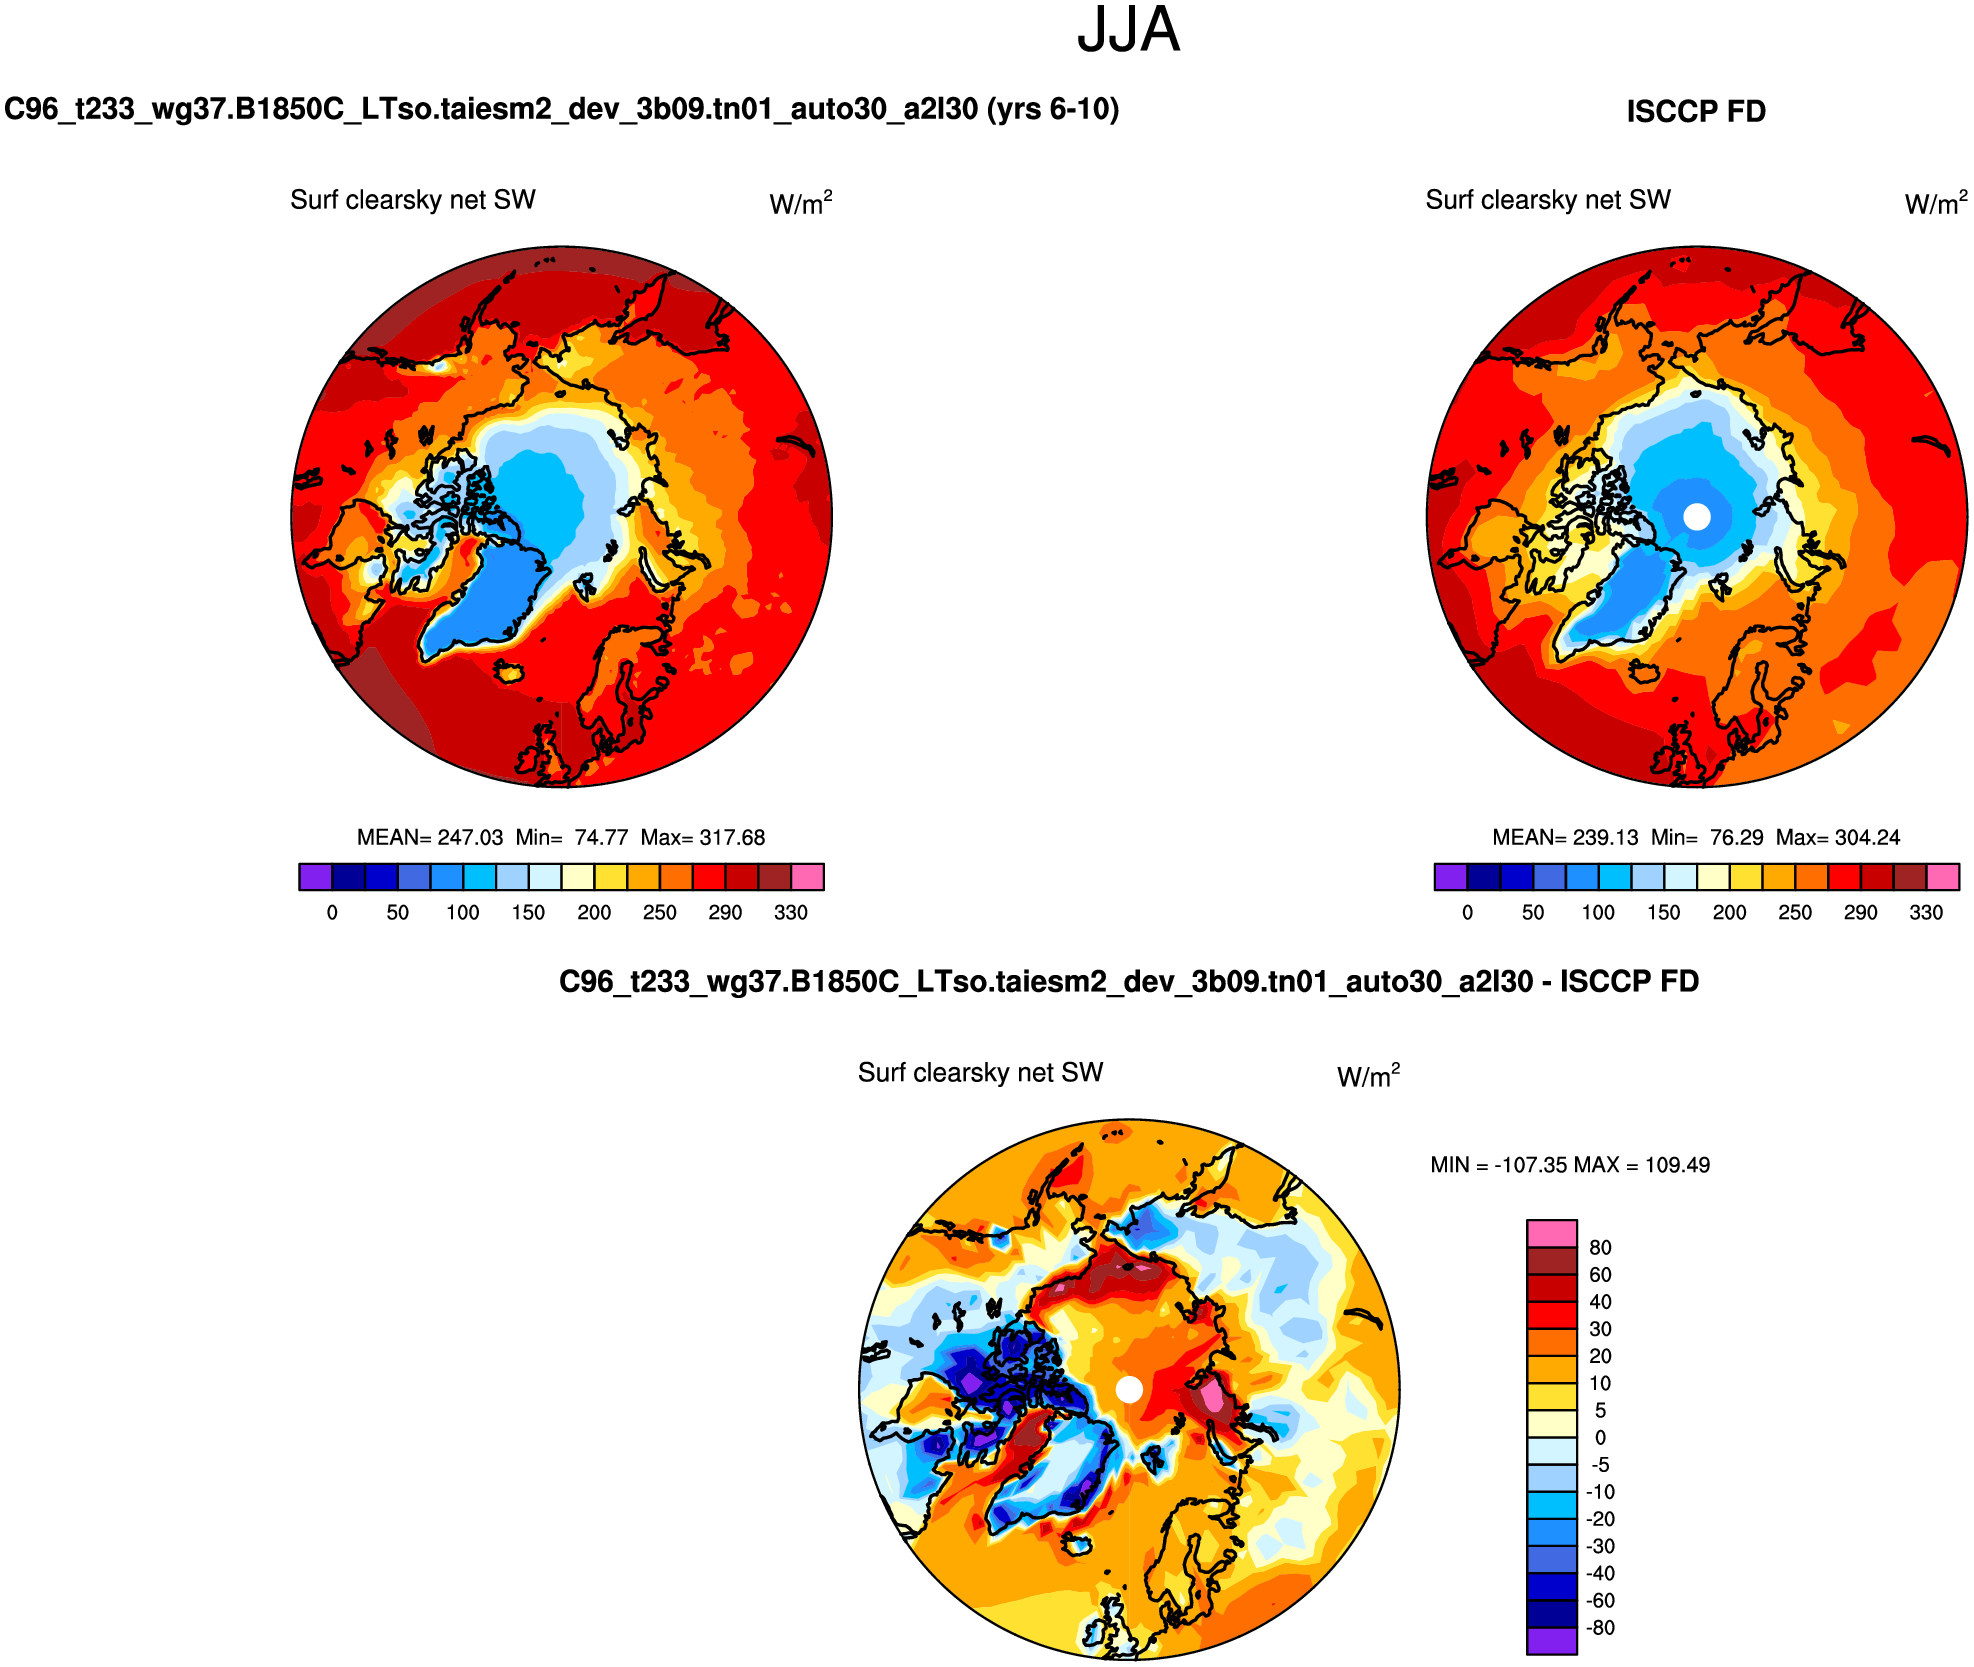 JJA
C96_t233_wg37.B1850C_LTso.taiesm2_dev_3b09.tn01_auto30_a2l30 (yrs 6-10)
ISCCP FD
Surf clearsky net SW W/m²
Surf clearsky net SW W/m²
MEAN= 247.03 Min= 74.77 Max= 317.68
MEAN= 239.13 Min= 76.29 Max= 304.24
0 50 100 150 200 250 290 330
0 50 100 150 200 250 290 330
C96_t233_wg37.B1850C_LTso.taiesm2_dev_3b09.tn01_auto30_a2l30 - ISCCP FD
Surf clearsky net SW W/m²
MIN = -107.35 MAX = 109.49
80
60
40
30
20
10
5
0
-5
-10
-20
-30
-40
-60
-80